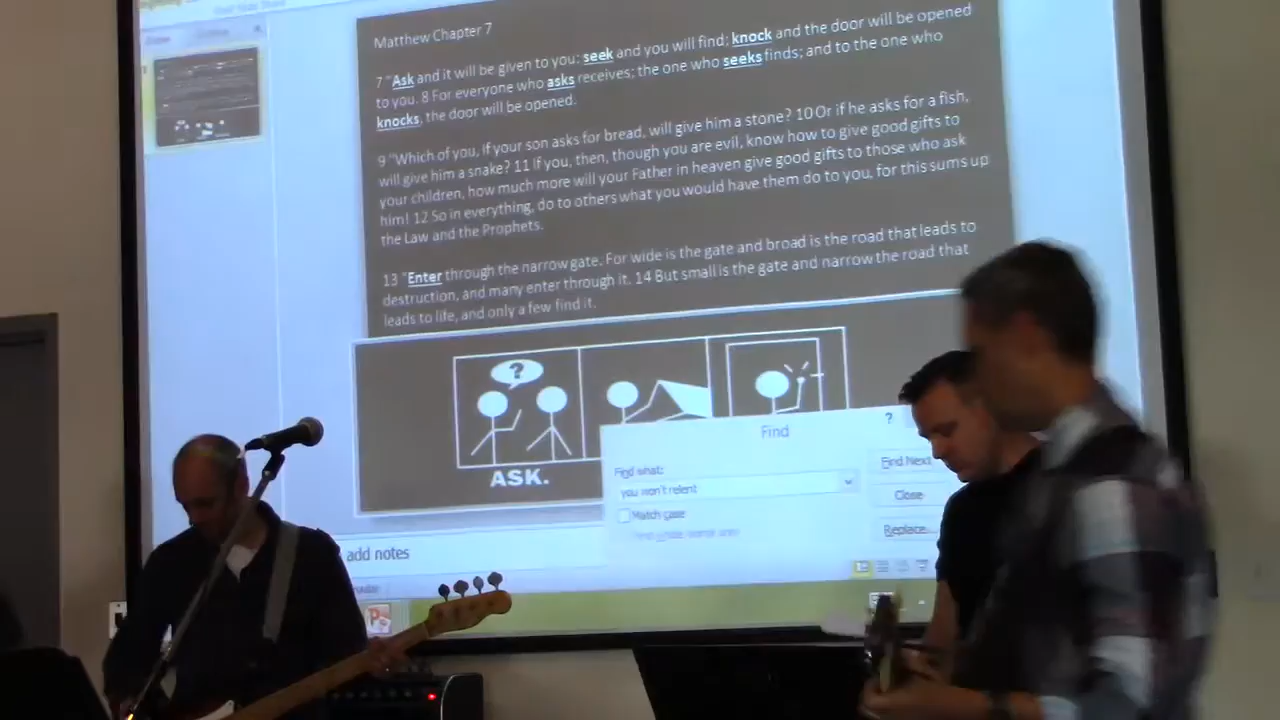 Matthew Chapter 7
7 "Ask and it will be given to you; seek and you will find; knock and the door will be opened
to you. 8 For everyone who asks receives; the one who seeks finds; and to the one who
knocks, the door will be opened.
9 "Which of you, if your son asks for bread, will give him a stone? 10 Or if he asks for a fish,
will give him a snake? 11 If you, then, though you are evil, know how to give good gifts to
your children, how much more will your Father in heaven give good gifts to those who ask
him! 12 So in everything, do to others what you would have them do to you, for this sums up
the Law and the Prophets.
13 "Enter through the narrow gate. For wide is the gate and broad is the road that leads to
destruction, and many enter through it. 14 But small is the gate and narrow the road that
leads to life, and only a few find it.
?
ASK.
Find
?
Find what:
you won't relent
Match case
Find Next
Close
Replace...
add notes